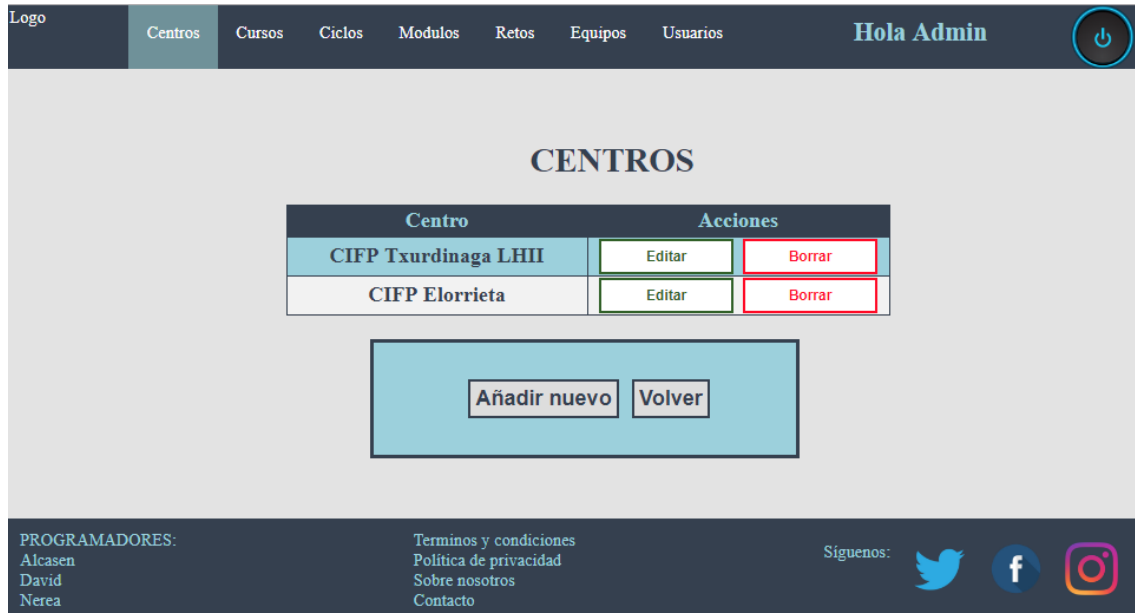 Logo
Centros Cursos Ciclos Modulos Retos Equipos Usuarios Hola Admin
CENTROS
Centro Acciones
CIFP Txurdinaga LHII Editar Borrar
CIFP Elorrieta Editar Borrar
Añadir nuevo Volver
PROGRAMADORES:
Alcasen
David
Nerea
Terminos y condiciones
Política de privacidad
Sobre nosotros
Contacto
Síguenos: